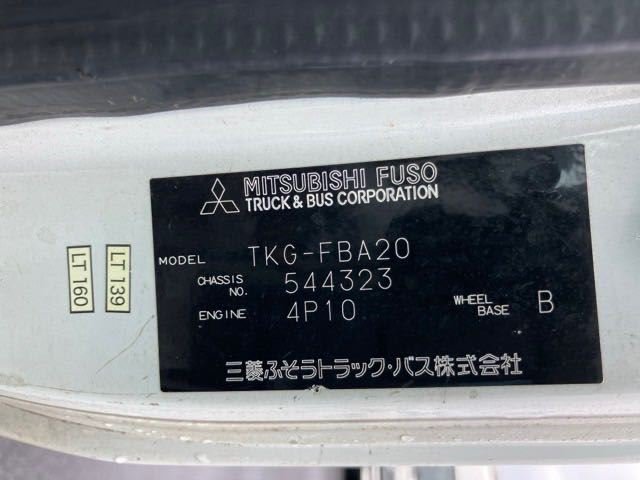 MITSUBISHI FUSO
TRUCK & BUS CORPORATION
MODEL TKG-FBA20
CHASSIS NO. 544323
ENGINE 4P10 WHEEL BASE B
三菱ふそうトラック・バス株式会社
LT 160
LT 139